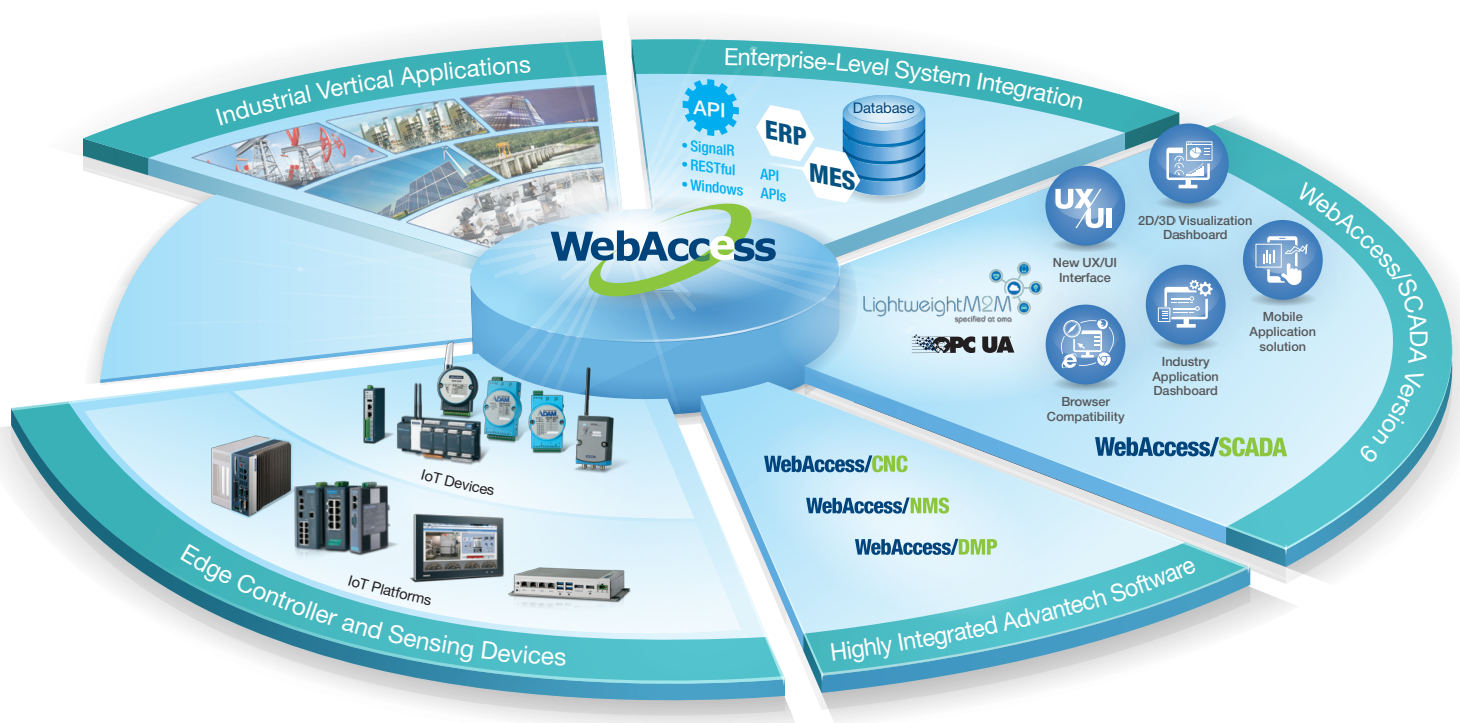 Industrial Vertical Applications
Enterprise-Level System Integration
API
• SignalR
• RESTful API
• Windows APIs
ERP
MES
Database
WebAccess
WebAccess/SCADA Version 9
UX/UI
New UX/UI
Interface
2D/3D Visualization
Dashboard
Mobile
Application
solution
Industry
Application
Dashboard
Browser
Compatibility
LightweightM2M
specified at oma
OPC UA
WebAccess/SCADA
WebAccess/CNC
WebAccess/NMS
WebAccess/DMP
Highly Integrated Advantech Software
IoT Devices
ADAM
ADAM
IoT Platforms
Edge Controller and Sensing Devices